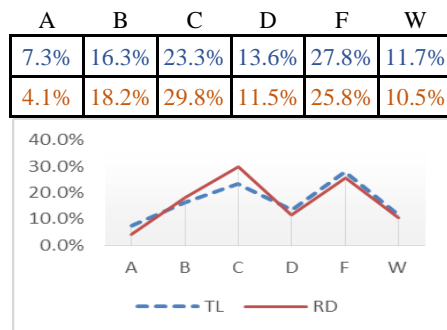 A B C D F W
7.3% 16.3% 23.3% 13.6% 27.8% 11.7%
4.1% 18.2% 29.8% 11.5% 25.8% 10.5%
40.0%
30.0%
20.0%
10.0%
0.0%
A B C D F W
TL RD